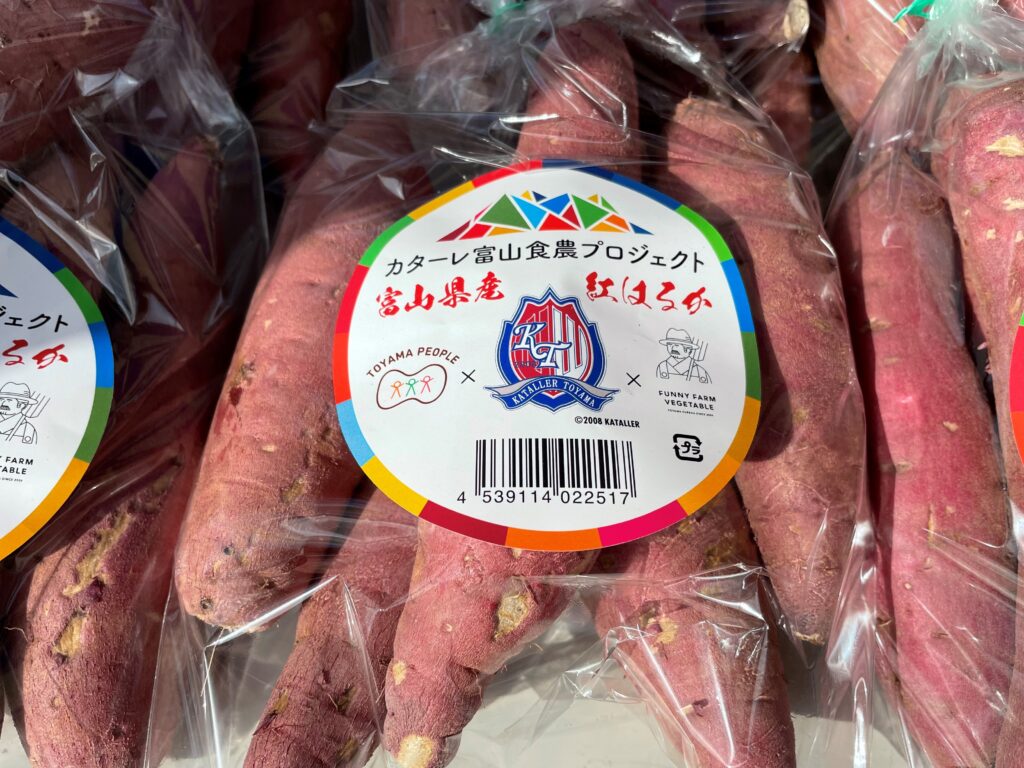 カターレ富山食農プロジェクト
富山県産 紅はるか
TOYAMA PEOPLE
×
KT
KATALLER TOYAMA
×
FUNNY FARM
VEGETABLE
©2008 KATALLER
プラ
4 539114 022517
ジェクト
るか
FARM
TABLE